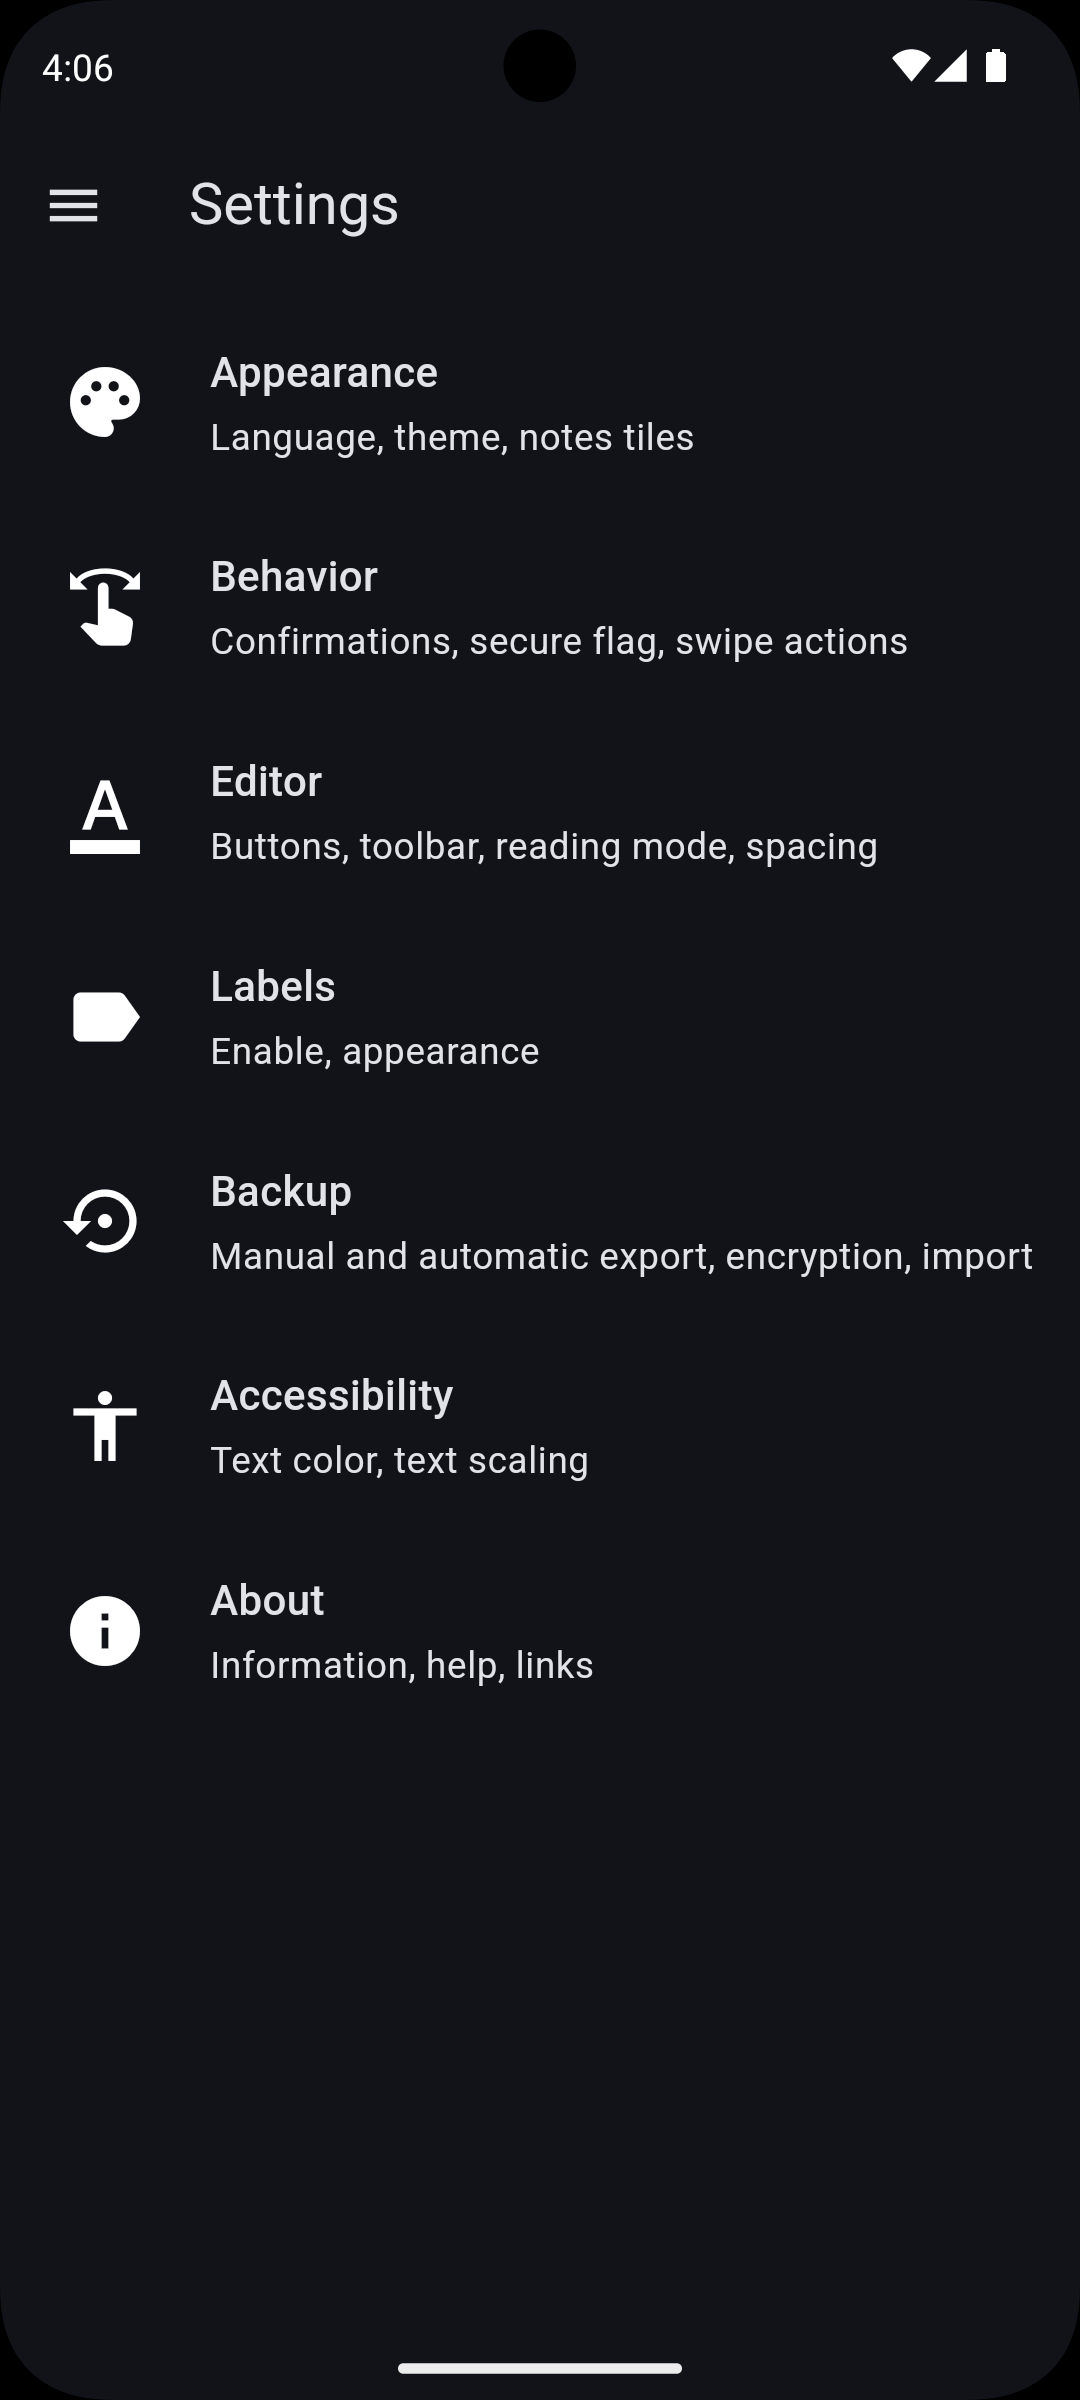 4:06
Settings
Appearance
Language, theme, notes tiles
Behavior
Confirmations, secure flag, swipe actions
Editor
Buttons, toolbar, reading mode, spacing
Labels
Enable, appearance
Backup
Manual and automatic export, encryption, import
Accessibility
Text color, text scaling
About
Information, help, links